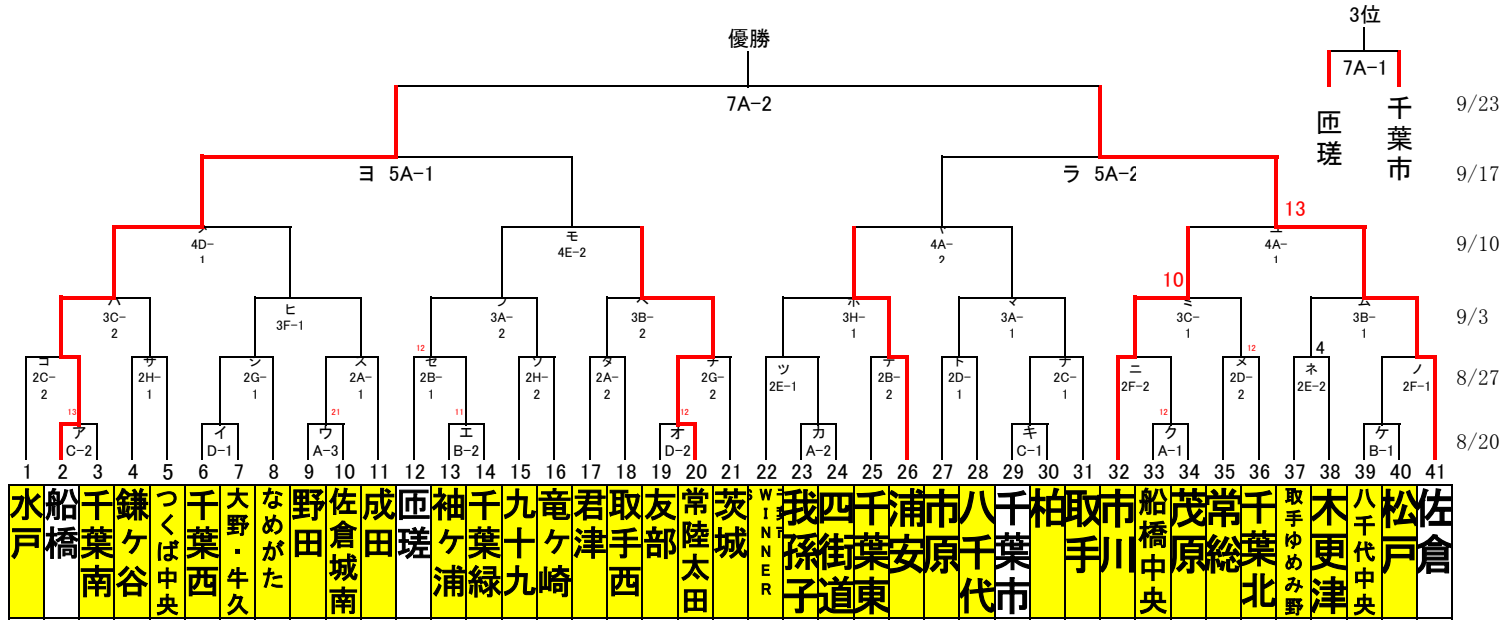 3位
優勝
7A-1
7A-2
匝瑳
千葉市
9/23
ヨ 5A-1
ラ 5A-2
9/17
13
4D-1
モ
4E-2
4A-2
4A-1
9/10
10
ハ
3C-2
ヒ
3F-1
フ
3A-2
ヘ
3B-2
ホ
3H-1
マ
3A-1
ミ
3C-1
ム
3B-1
9/3
12
12
4
コ
2C-2
サ
2H-1
シ
2G-1
ス
2A-1
セ
2B-1
ソ
2H-2
タ
2A-2
チ
2G-2
ツ
2E-1
テ
2B-2
ト
2D-1
ナ
2C-1
ニ
2F-2
メ
2D-2
ネ
2E-2
ノ
2F-1
8/27
13
21
11
12
12
ア
C-2
イ
D-1
ウ
A-3
エ
B-2
オ
D-2
カ
A-2
キ
C-1
ク
A-1
ケ
B-1
8/20
1 2 3 4 5 6 7 8 9 10 11 12 13 14 15 16 17 18 19 20 21 22 23 24 25 26 27 28 29 30 31 32 33 34 35 36 37 38 39 40 41
水戸
船橋
千葉南
鎌ケ谷
つくば中央
千葉西
大野・牛久
なめがた
野田
佐倉城南
成田
匝瑳
袖ヶ浦
千葉緑
九十九
竜ヶ崎
君津
取手西
友部
常陸太田
茨城
千葉市
WINNERS
我孫子
四街道
千葉東
浦安
市原
八千代
千葉市
柏
取手
市川
船橋中央
茂原
常総
千葉北
取手ゆめみ野
木更津
八千代中央
松戸
佐倉